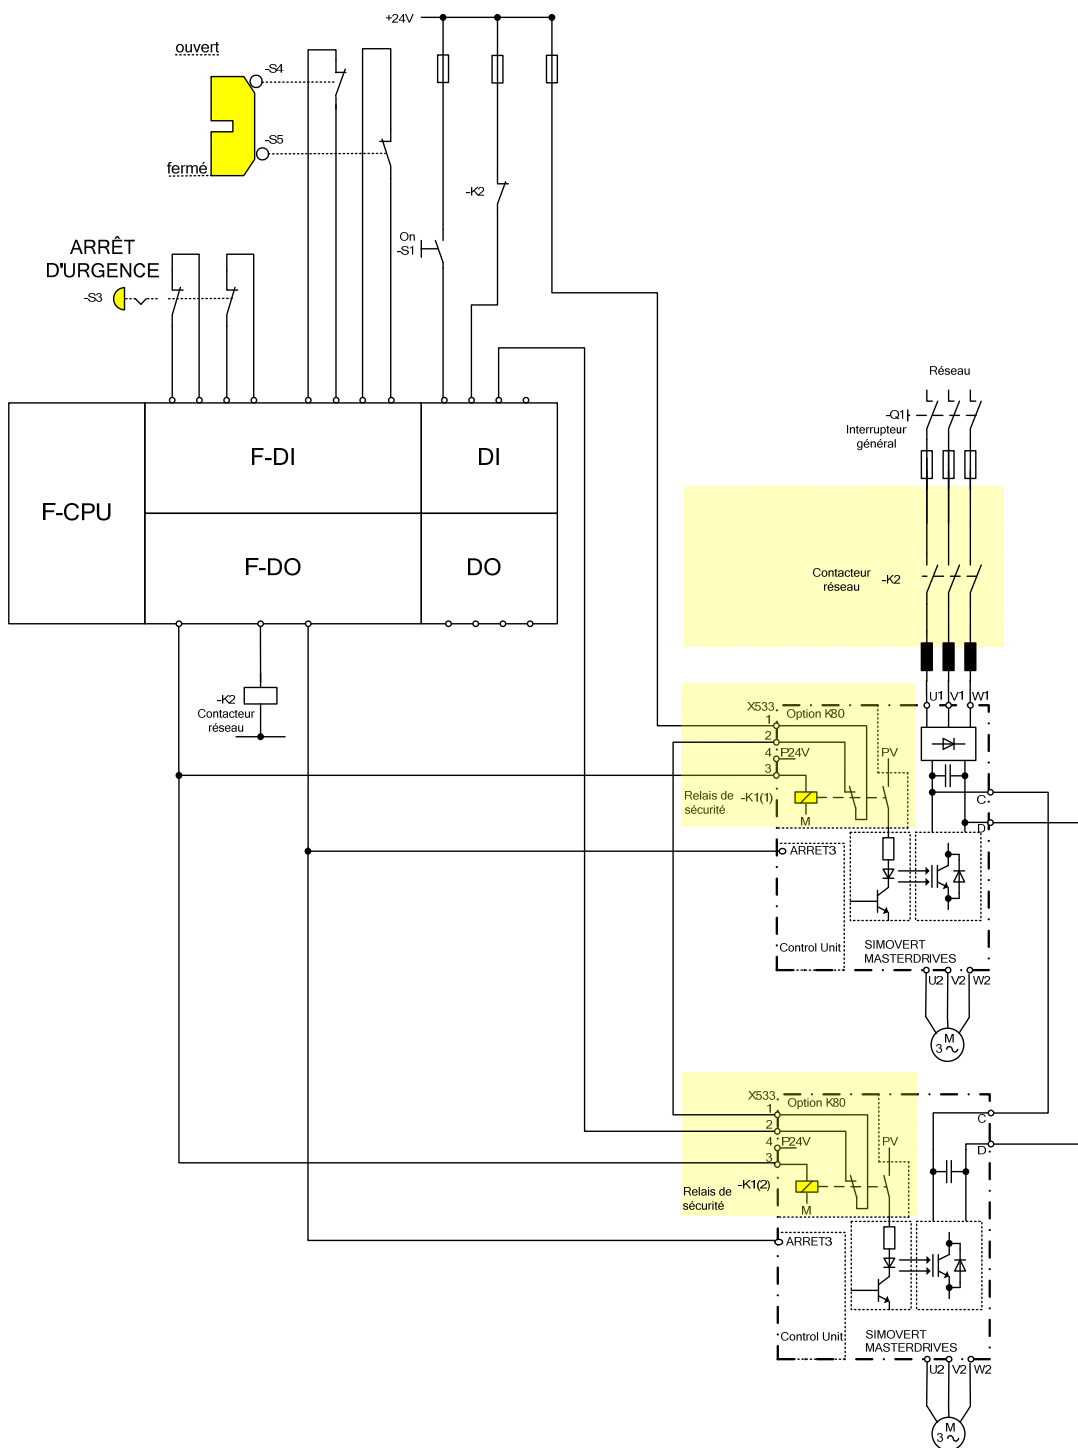 +24V
ouvert
-S4
-S5
fermé
-K2
On
-S1
ARRÊT
D'URGENCE
-S3
Réseau
-Q1
Interrupteur
général
F-DI
DI
F-CPU
F-DO
DO
Contacteur
réseau
-K2
-K2
Contacteur
réseau
U1
V1
W1
X533
Option K80
1
2
4
P24V
3
PV
Relais de
sécurité
-K1(1)
M
C
D
ARRET3
Control Unit
SIMOVERT
MASTERDRIVES
U2
V2
W2
M
3
X533
Option K80
1
2
4
P24V
3
PV
Relais de
sécurité
-K1(2)
M
C
D
ARRET3
Control Unit
SIMOVERT
MASTERDRIVES
U2
V2
W2
M
3